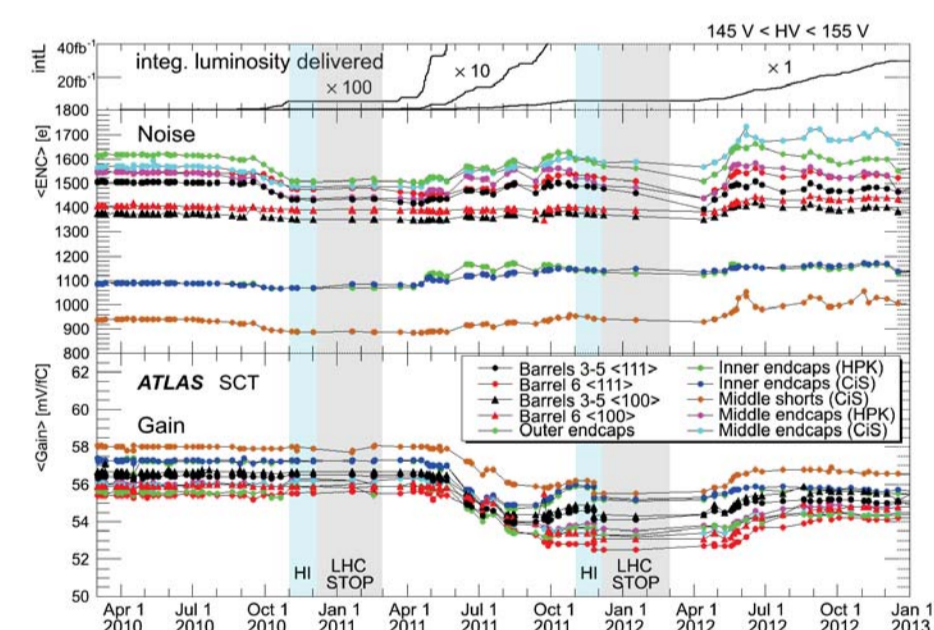 145 V < HV < 155 V
intL
40fb-1
20fb-1
integ. luminosity delivered
× 100
× 10
× 1
<ENC> [e]
1800
1700
1600
1500
1400
1300
1200
1100
1000
900
800
Noise
<Gain> [mV/fC]
62
60
58
56
54
52
50
ATLAS SCT
Gain
Barrels 3-5 <111>
Barrel 6 <111>
Barrels 3-5 <100>
Barrel 6 <100>
Outer endcaps
Inner endcaps (HPK)
Inner endcaps (CiS)
Middle shorts (CiS)
Middle endcaps (HPK)
Middle endcaps (CiS)
HI
LHC
STOP
HI
LHC
STOP
Apr 1 Jul 1 Oct 1 Jan 1 Apr 1 Jul 1 Oct 1 Jan 1 Apr 1 Jul 1 Oct 1 Jan 1
2010 2010 2010 2011 2011 2011 2011 2012 2012 2012 2012 2013